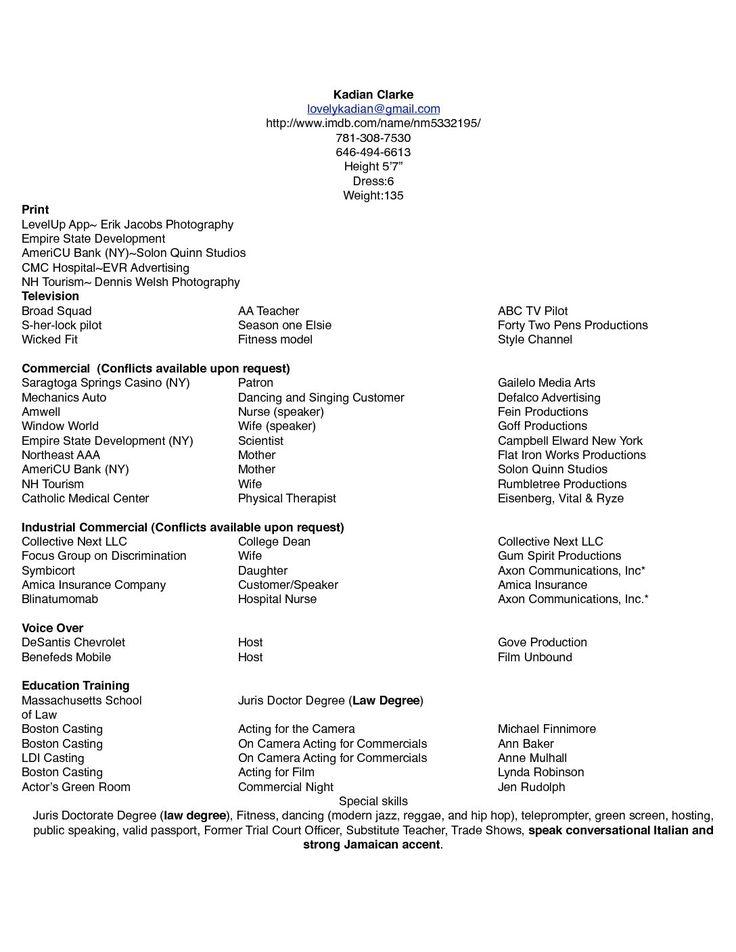 Kadian Clarke
lovelykadian@gmail.com
http://www.imdb.com/name/nm5332195/
781-308-7530
646-494-6613
Height 5’7”
Dress:6
Weight:135
Print
LevelUp App~ Erik Jacobs Photography
Empire State Development
AmeriCU Bank (NY)~Solon Quinn Studios
CMC Hospital~EVR Advertising
NH Tourism~ Dennis Welsh Photography
Television
Broad Squad AA Teacher ABC TV Pilot
S-her-lock pilot Season one Elsie Forty Two Pens Productions
Wicked Fit Fitness model Style Channel
Commercial (Conflicts available upon request)
Saragtoga Springs Casino (NY) Patron Gailelo Media Arts
Mechanics Auto Dancing and Singing Customer Defalco Advertising
Amwell Nurse (speaker) Fein Productions
Window World Wife (speaker) Goff Productions
Empire State Development (NY) Scientist Campbell Elward New York
Northeast AAA Mother Flat Iron Works Productions
AmeriCU Bank (NY) Mother Solon Quinn Studios
NH Tourism Wife Rumbletree Productions
Catholic Medical Center Physical Therapist Eisenberg, Vital & Ryze
Industrial Commercial (Conflicts available upon request)
Collective Next LLC College Dean Collective Next LLC
Focus Group on Discrimination Wife Gum Spirit Productions
Symbicort Daughter Axon Communications, Inc*
Amica Insurance Company Customer/Speaker Amica Insurance
Blinatumomab Hospital Nurse Axon Communications, Inc.*
Voice Over
DeSantis Chevrolet Host Gove Production
Benefeds Mobile Host Film Unbound
Education Training
Massachusetts School Juris Doctor Degree (Law Degree)
of Law
Boston Casting Acting for the Camera Michael Finnimore
Boston Casting On Camera Acting for Commercials Ann Baker
LDI Casting On Camera Acting for Commercials Anne Mulhall
Boston Casting Acting for Film Lynda Robinson
Actor’s Green Room Commercial Night Jen Rudolph
Special skills
Juris Doctorate Degree (law degree), Fitness, dancing (modern jazz, reggae, and hip hop), teleprompter, green screen, hosting,
public speaking, valid passport, Former Trial Court Officer, Substitute Teacher, Trade Shows, speak conversational Italian and
strong Jamaican accent.